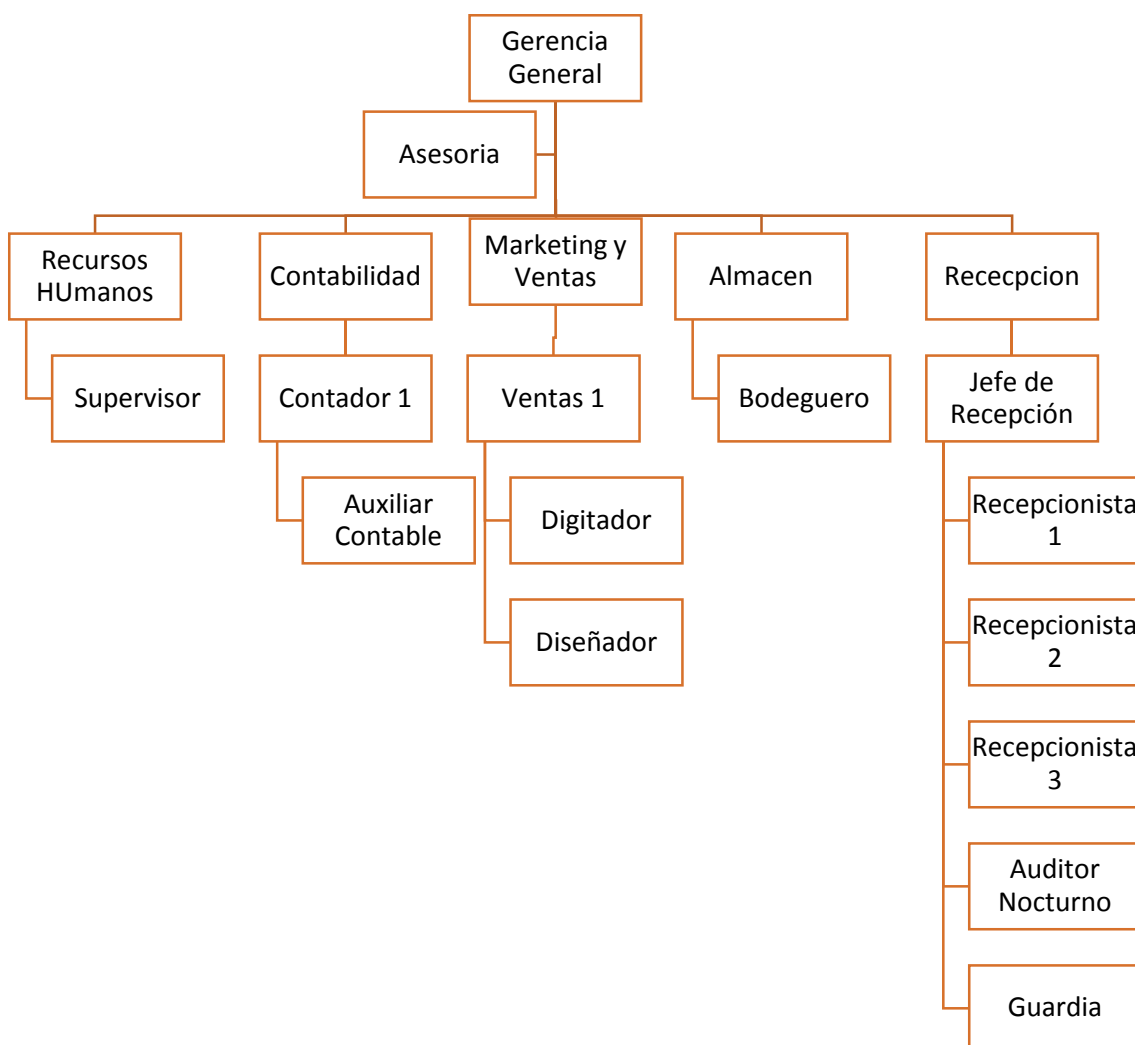 Gerencia
General
Asesoria
Recursos
HUmanos
Contabilidad
Marketing y
Ventas
Almacen
Rececpcion
Supervisor
Contador 1
Ventas 1
Bodeguero
Jefe de
Recepción
Auxiliar
Contable
Digitador
Recepcionista
1
Diseñador
Recepcionista
2
Recepcionista
3
Auditor
Nocturno
Guardia